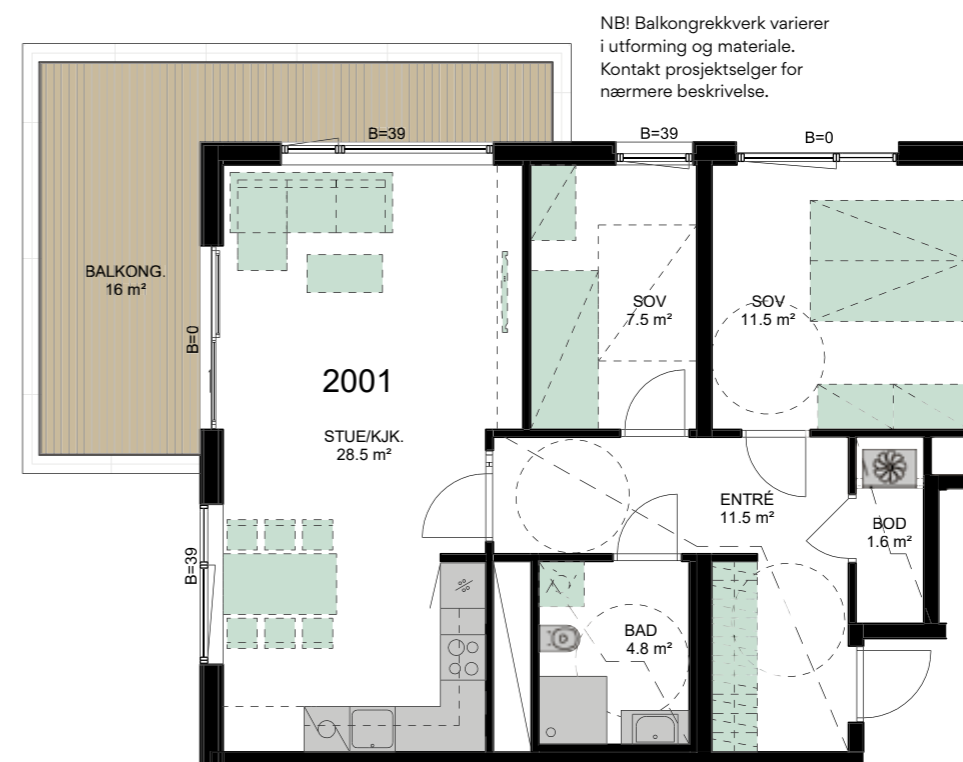 NB! Balkongrekkverk varierer
i utforming og materiale.
Kontakt prosjektselger for
nærmere beskrivelse.
B=39
B=39
B=0
BALKONG.
16 m²
SOV
7.5 m²
SOV
11.5 m²
B=0
2001
STUE/KJK.
28.5 m²
ENTRÉ
11.5 m²
BOD
1.6 m²
B=39
BAD
4.8 m²